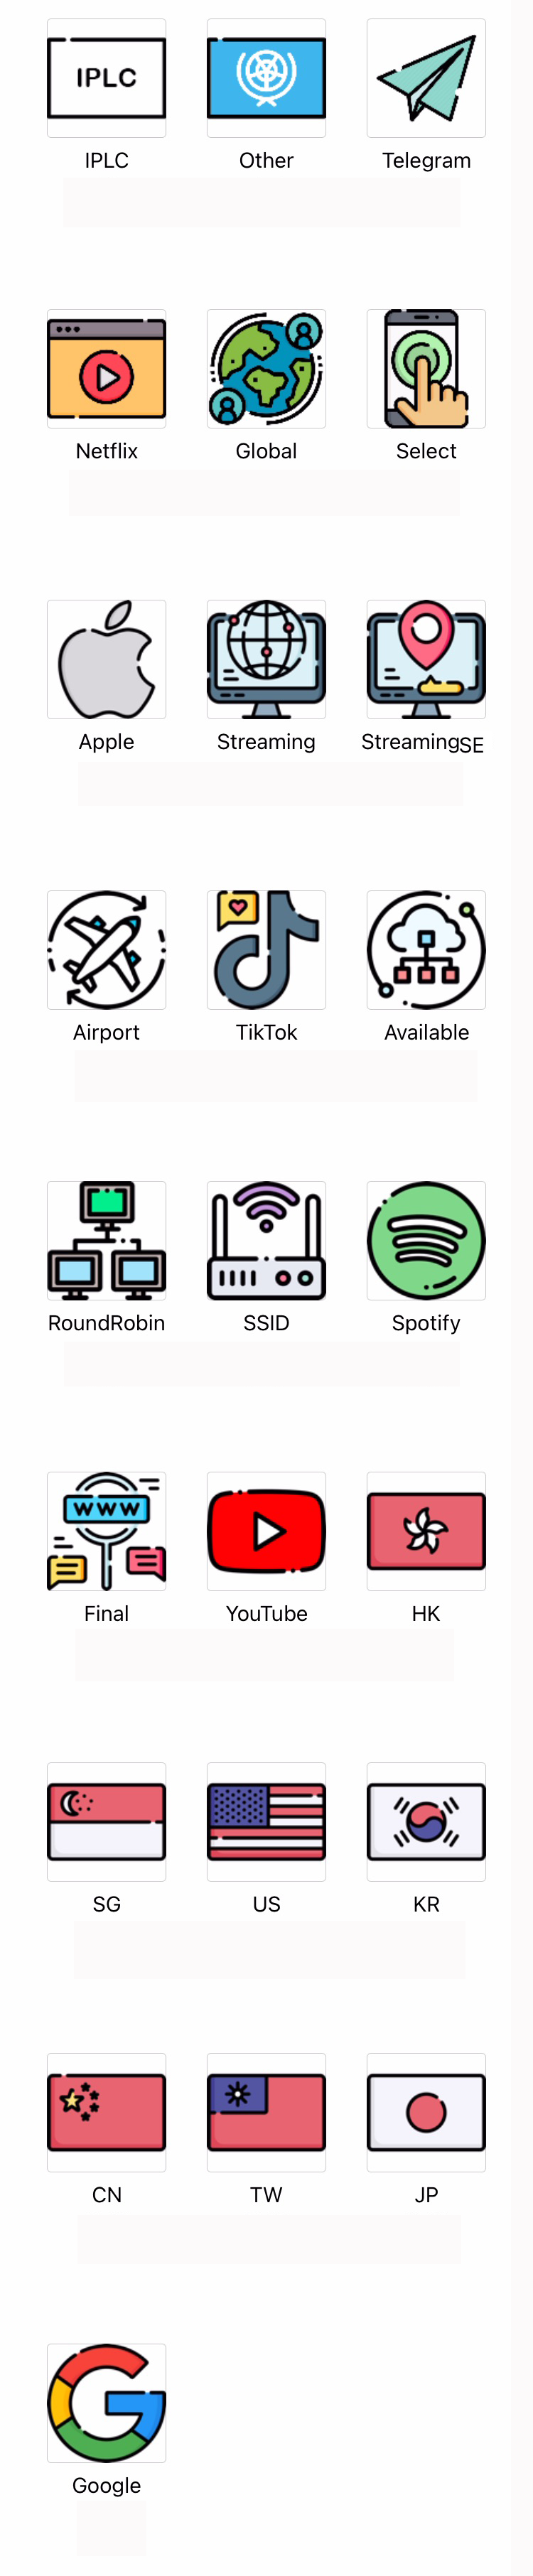 IPLC
IPLC Other Telegram
Netflix Global Select
Apple Streaming StreamingSE
Airport TikTok Available
RoundRobin SSID Spotify
WWW
Final YouTube HK
SG US KR
CN TW JP
Google